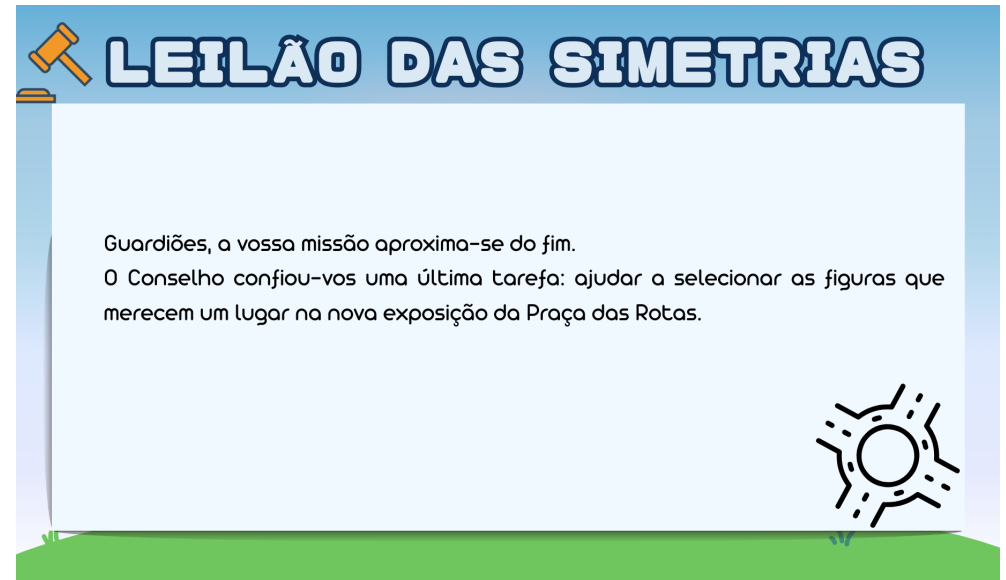 LEILÃO DAS SIMETRIAS
Guardiões, a vossa missão aproxima-se do fim.
O Conselho confiou-vos uma última tarefa: ajudar a selecionar as figuras que
merecem um lugar na nova exposição da Praça das Rotas.